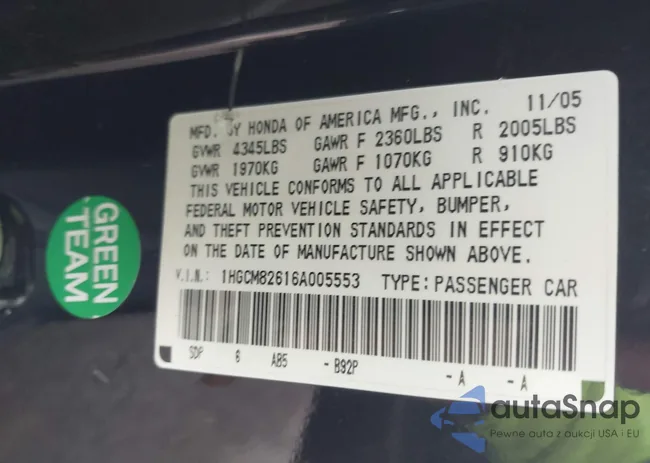 MFD. BY HONDA OF AMERICA MFG., INC. 11/05
GVWR 4345LBS GAWR F 2360LBS R 2005LBS
GVWR 1970KG GAWR F 1070KG R 910KG
THIS VEHICLE CONFORMS TO ALL APPLICABLE
FEDERAL MOTOR VEHICLE SAFETY, BUMPER,
AND THEFT PREVENTION STANDARDS IN EFFECT
ON THE DATE OF MANUFACTURE SHOWN ABOVE.
V.I.N.: 1HGCM82616A005553 TYPE: PASSENGER CAR
SDP 6 AB5 - B92P - A - A
GREEN
TEAM
autoSnap
Pewne auta z aukcji USA i EU